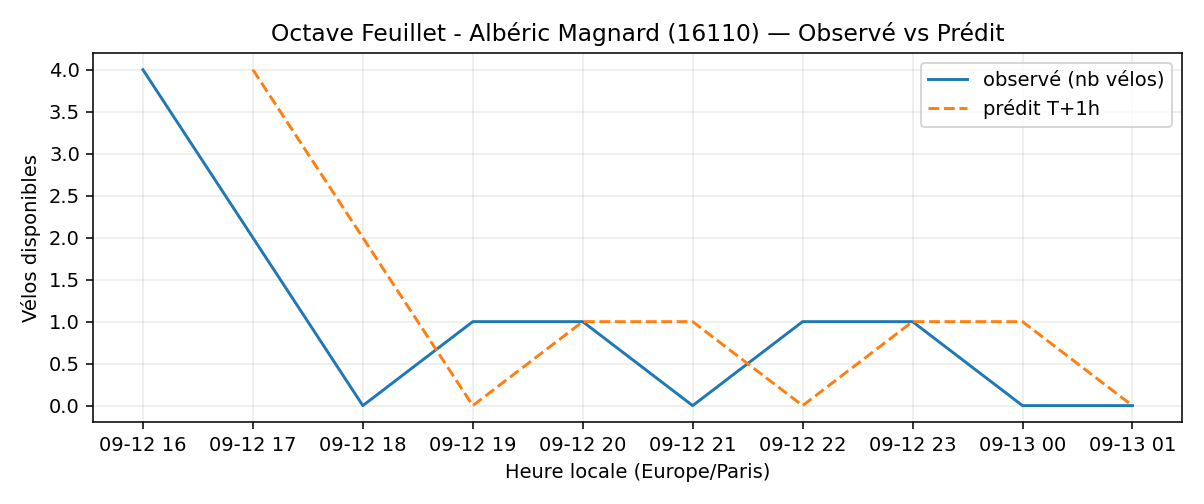 Octave Feuillet - Albéric Magnard (16110) — Observé vs Prédit
observé (nb vélos)
prédit T+1h
Vélos disponibles
4.0
3.5
3.0
2.5
2.0
1.5
1.0
0.5
0.0
09-12 16 09-12 17 09-12 18 09-12 19 09-12 20 09-12 21 09-12 22 09-12 23 09-13 00 09-13 01
Heure locale (Europe/Paris)